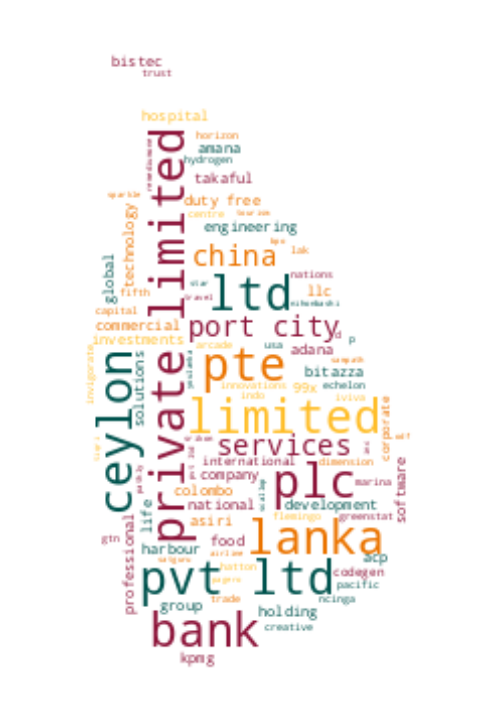 bistec
trust
hospital
horizon
amana
hydrogen
takaful
sparkle
duty free
centre
tourism
engineering
technology
private limited
china
bpo
lak
global
nations
star
ltd
llc
fifth
travel
nihonbashi
capital
commercial
port city
d
p
investments
arcade
usa
adana
pte
sampath
bitazza
invigorate
ceylon
solutions
innovations
99x
echelon
indo
iviva
limited
corporate
services
international
dimension
company
plc
marina
software
colombo
national
development
life
asiri
flemingo
greenstat
professional
gtn
harbour
food
airline
lanka
acp
hatton
pvt ltd
codegen
pacific
group
trade
ncinga
holding
bank
creative
kpmg